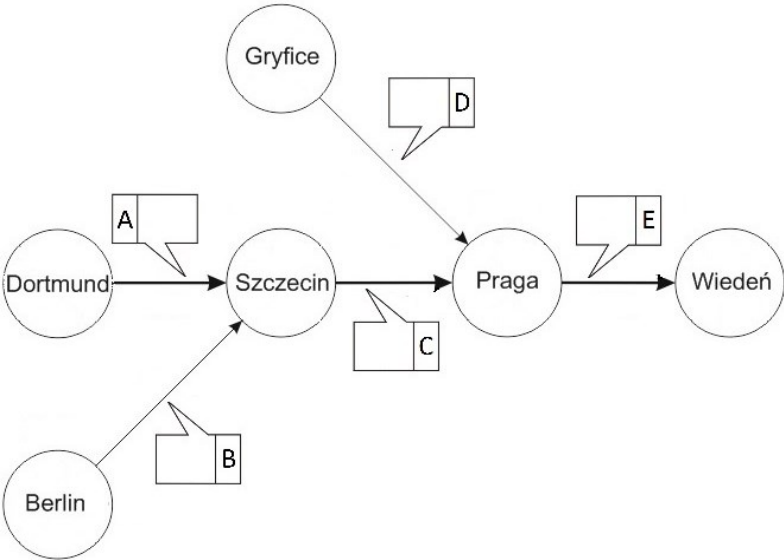 Gryfice
D
A
E
Dortmund
Szczecin
Praga
Wiedeń
C
B
Berlin